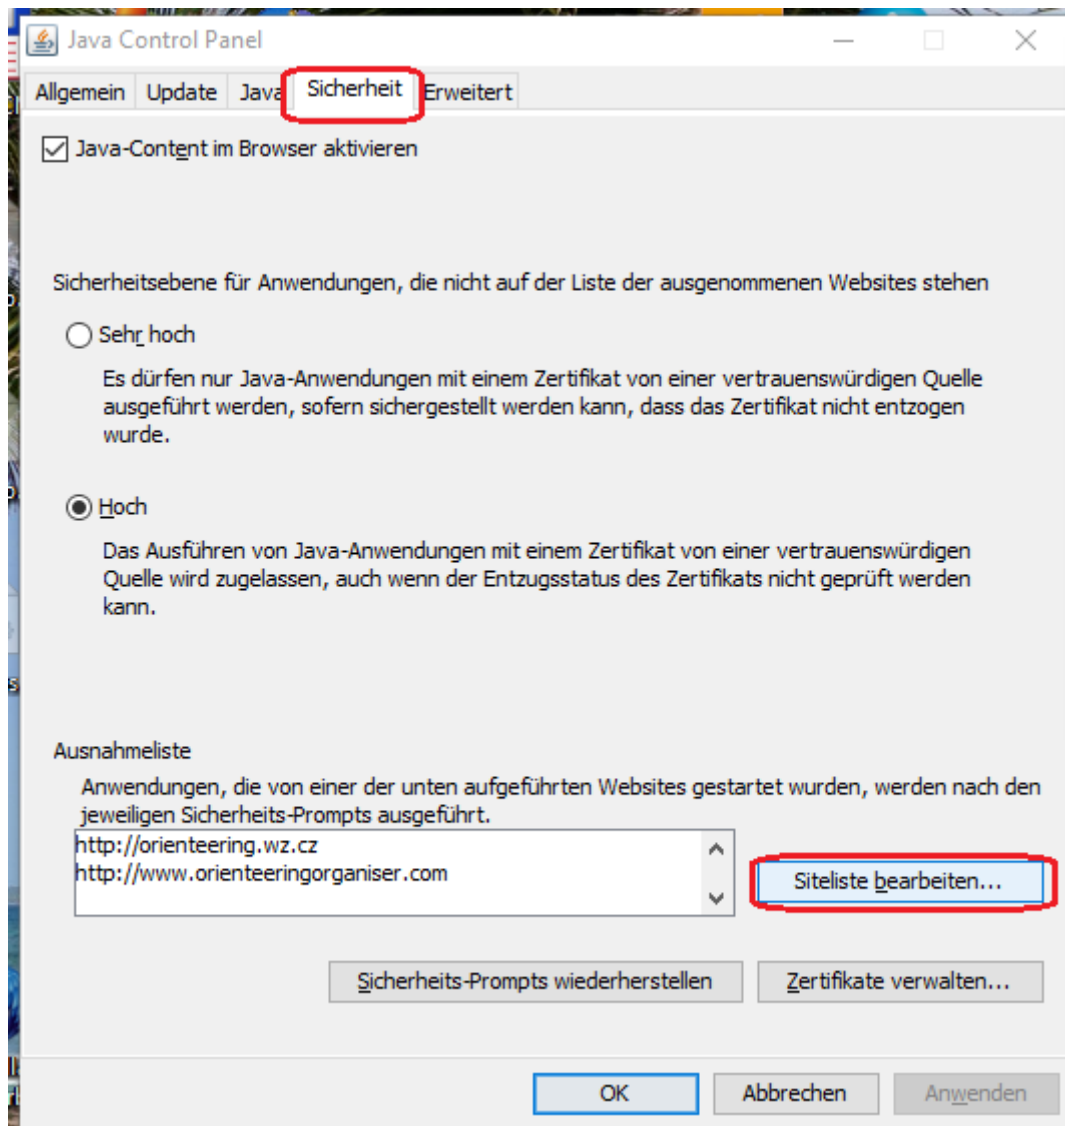 Java Control Panel
Allgemein Update Java Sicherheit Erweitert
Java-Content im Browser aktivieren
Sicherheitsebene für Anwendungen, die nicht auf der Liste der ausgenommenen Websites stehen
Sehr hoch
Es dürfen nur Java-Anwendungen mit einem Zertifikat von einer vertrauenswürdigen Quelle
ausgeführt werden, sofern sichergestellt werden kann, dass das Zertifikat nicht entzogen
wurde.
Hoch
Das Ausführen von Java-Anwendungen mit einem Zertifikat von einer vertrauenswürdigen
Quelle wird zugelassen, auch wenn der Entzugsstatus des Zertifikats nicht geprüft werden
kann.
Ausnahmeliste
Anwendungen, die von einer der unten aufgeführten Websites gestartet wurden, werden nach den
jeweiligen Sicherheits-Prompts ausgeführt.
http://orienteering.wz.cz
http://www.orienteeringorganiser.com
Siteliste bearbeiten...
Sicherheits-Prompts wiederherstellen Zertifikate verwalten...
OK Abbrechen Anwenden